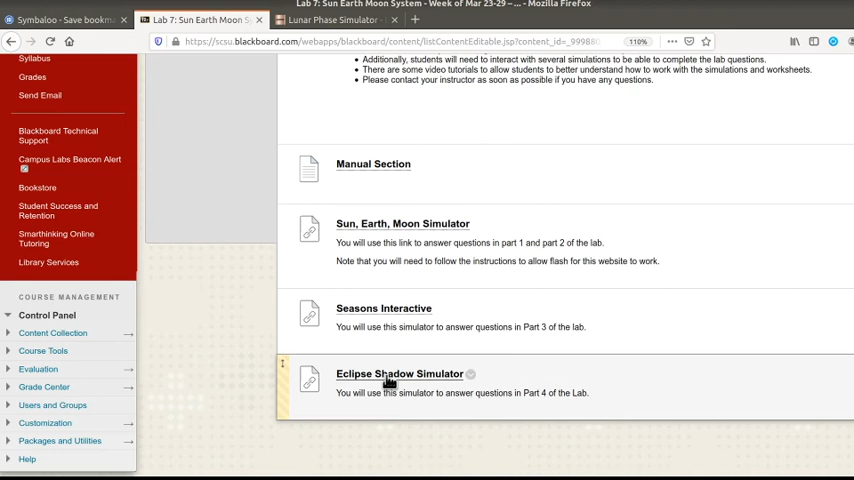 Lab 7: Sun Earth Moon System - Week of Mar 23-29 – ... - Mozilla Firefox
Symbaloo - Save bookma
Lab 7: Sun Earth Moon S
Lunar Phase Simulator -
https://scsu.blackboard.com/webapps/blackboard/content/listContentEditable.jsp?content_id=_99988
110%
Syllabus
Grades
Send Email
Blackboard Technical
Support
Campus Labs Beacon Alert
Bookstore
Student Success and
Retention
Smarthinking Online
Tutoring
Library Services
COURSE MANAGEMENT
Control Panel
Content Collection
Course Tools
Evaluation
Grade Center
Users and Groups
Customization
Packages and Utilities
Help
Additionally, students will need to interact with several simulations to be able to complete the lab questions.
There are some video tutorials to allow students to better understand how to work with the simulations and worksheets.
Please contact your instructor as soon as possible if you have any questions.
Manual Section
Sun, Earth, Moon Simulator
You will use this link to answer questions in part 1 and part 2 of the lab.
Note that you will need to follow the instructions to allow flash for this website to work.
Seasons Interactive
You will use this simulator to answer questions in Part 3 of the lab.
Eclipse Shadow Simulator
You will use this simulator to answer questions in Part 4 of the Lab.